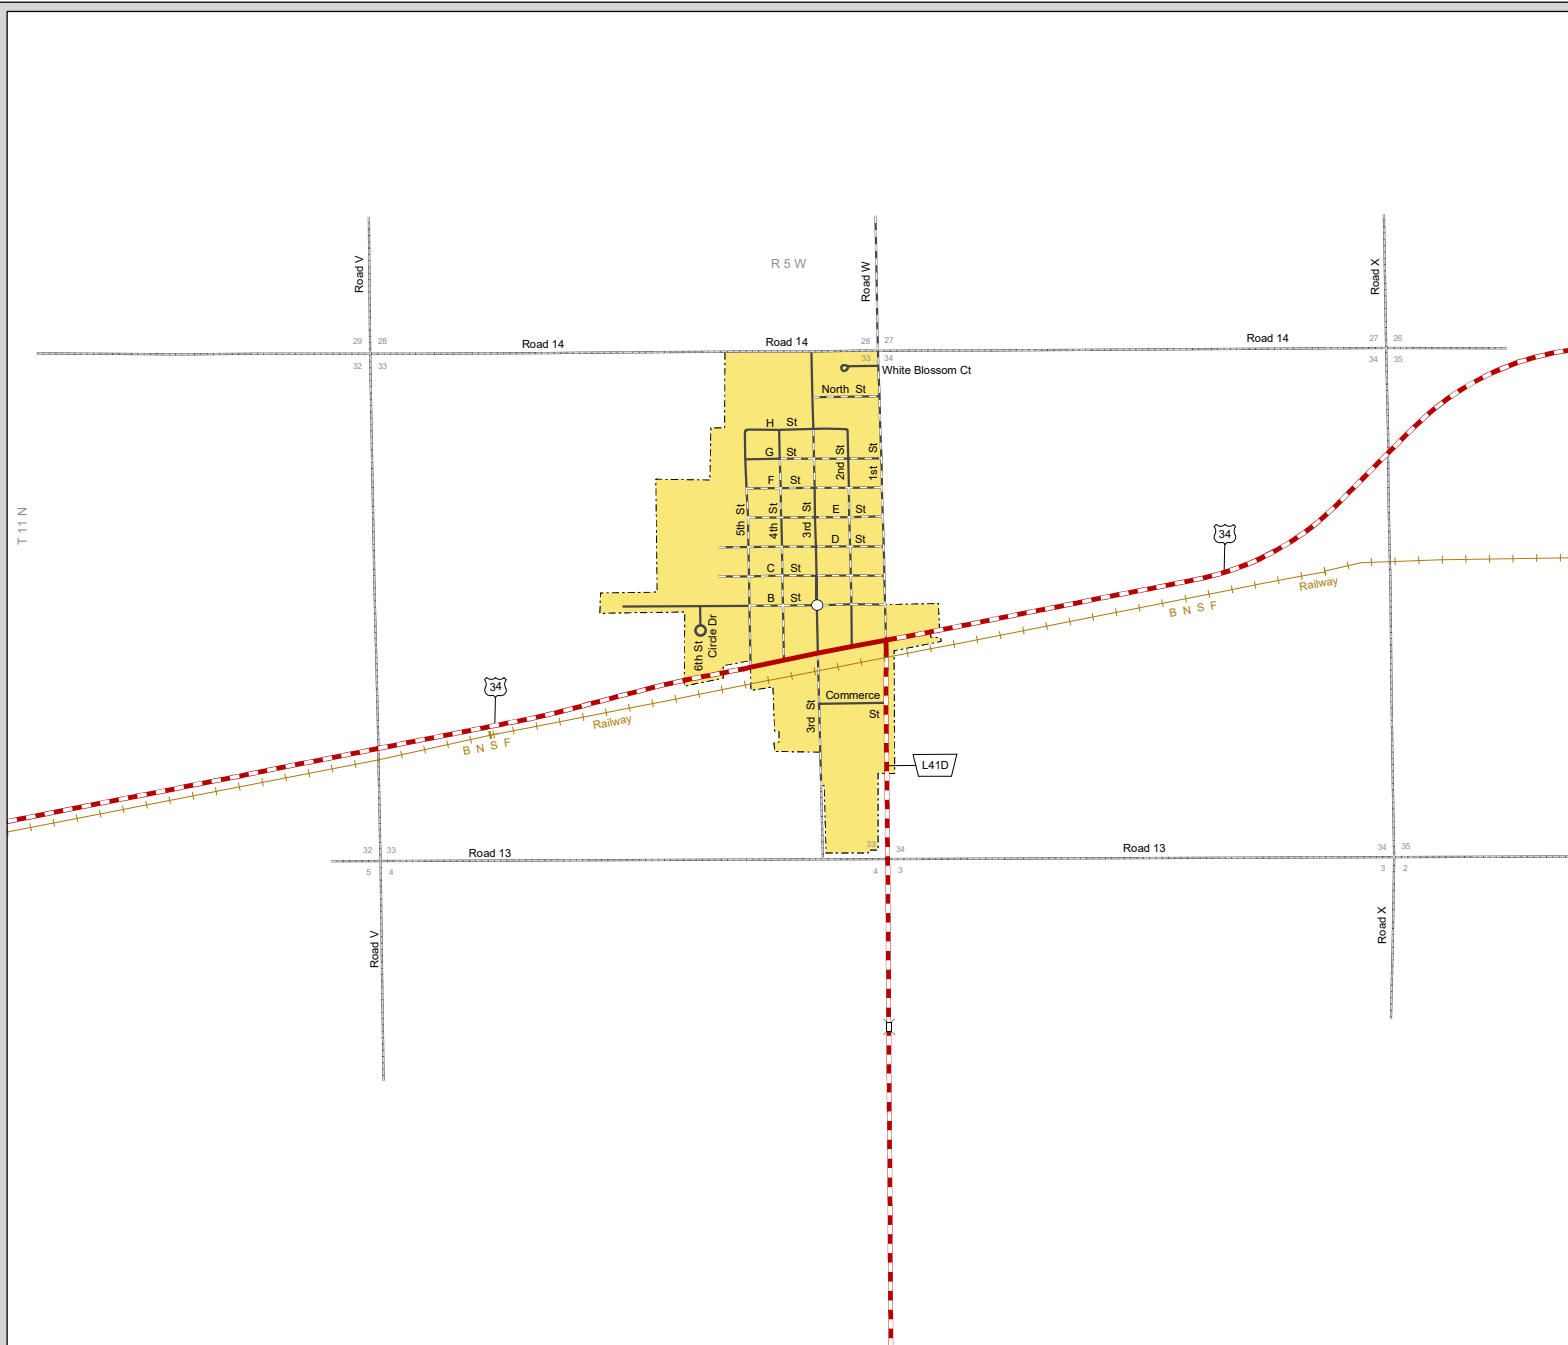 R 5 W
Road V
Road W
Road X
29 28
Road 14
Road 14
28 27
Road 14
27 26
32 33
33 34
34 35
White Blossom Ct
North St
H St
G St
2nd St
1st St
F St
T 11 N
5th St
4th St
3rd St
E St
D St
34
C St
B St
Railway
B N S F
6th St
Circle Dr
34
Commerce
St
3rd St
Railway
B N S F
L41D
32 33
Road 13
33 34
Road 13
34 35
5 4
4 3
3 2
Road V
Road X